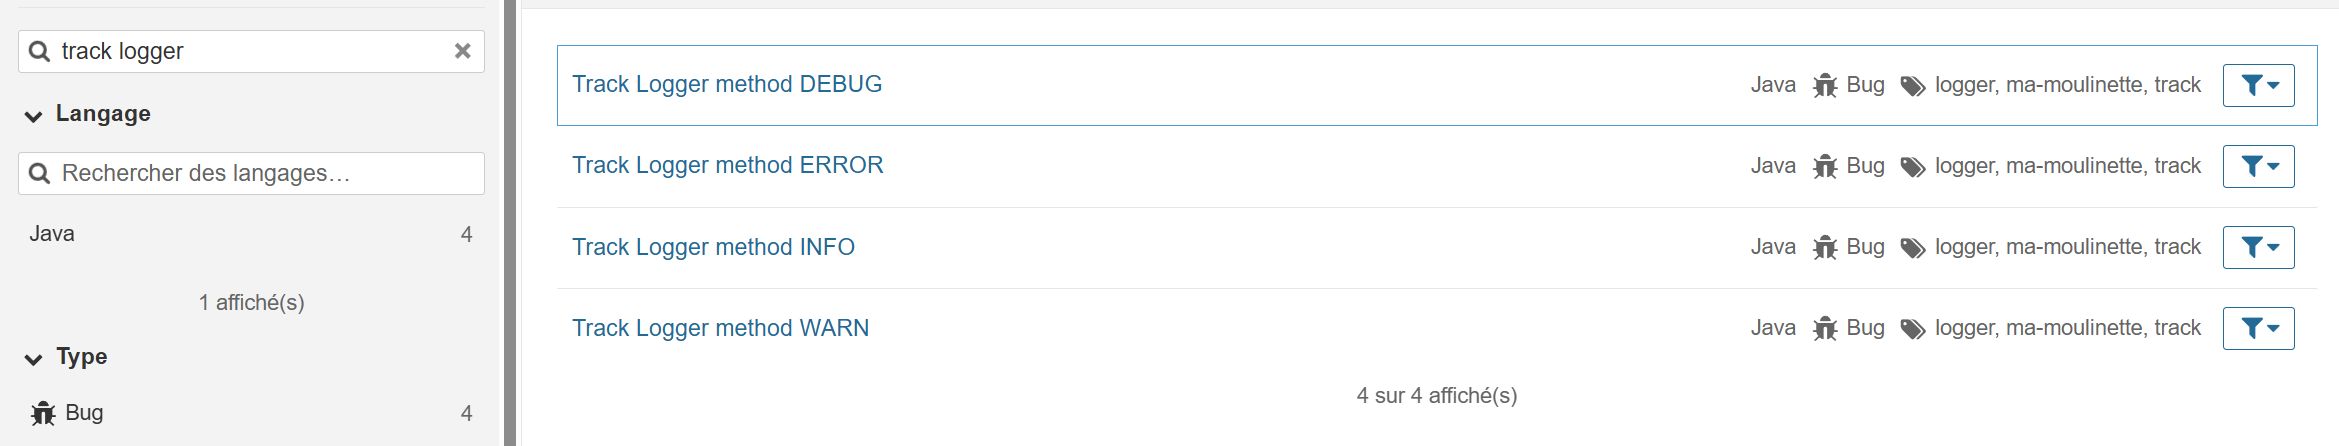 track logger
Langage
Rechercher des langages…
Java 4
1 affiché(s)
Type
Bug 4
Track Logger method DEBUG Java Bug logger, ma-moulinette, track
Track Logger method ERROR Java Bug logger, ma-moulinette, track
Track Logger method INFO Java Bug logger, ma-moulinette, track
Track Logger method WARN Java Bug logger, ma-moulinette, track
4 sur 4 affiché(s)